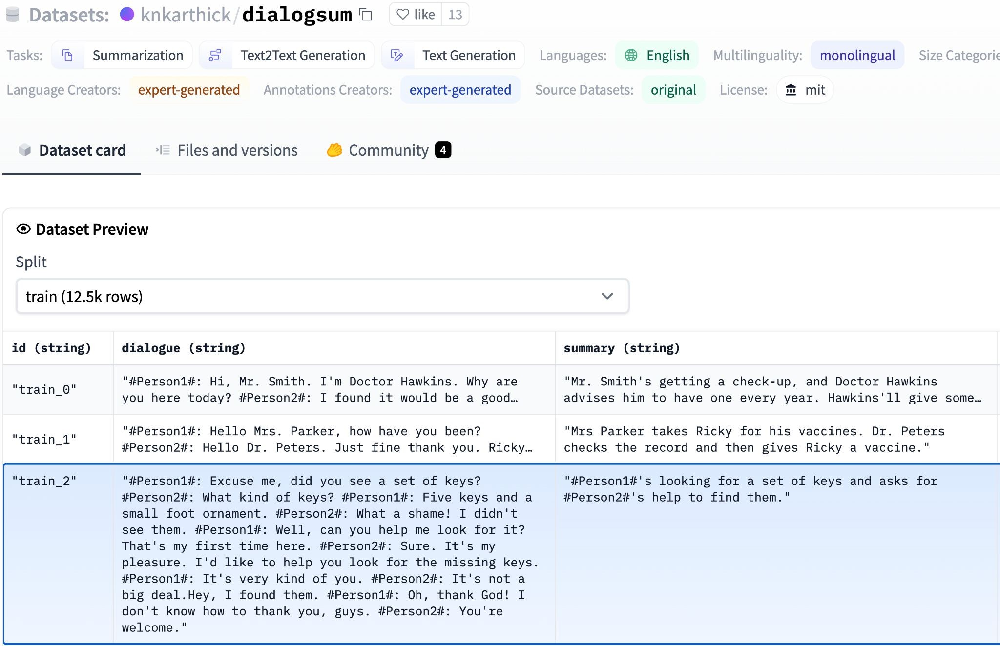 Datasets: knkarthick/dialogsum like 13
Tasks: Summarization Text2Text Generation Text Generation Languages: English Multilinguality: monolingual Size Categorie
Language Creators: expert-generated Annotations Creators: expert-generated Source Datasets: original License: mit
Dataset card Files and versions Community 4
Dataset Preview
Split
train (12.5k rows)
id (string) dialogue (string) summary (string)
"train_0"
"#Person1#: Hi, Mr. Smith. I'm Doctor Hawkins. Why are
you here today? #Person2#: I found it would be a good…
"Mr. Smith's getting a check-up, and Doctor Hawkins
advises him to have one every year. Hawkins'll give some…
"train_1"
"#Person1#: Hello Mrs. Parker, how have you been?
#Person2#: Hello Dr. Peters. Just fine thank you. Ricky…
"Mrs Parker takes Ricky for his vaccines. Dr. Peters
checks the record and then gives Ricky a vaccine."
"train_2"
"#Person1#: Excuse me, did you see a set of keys?
#Person2#: What kind of keys? #Person1#: Five keys and a
small foot ornament. #Person2#: What a shame! I didn't
see them. #Person1#: Well, can you help me look for it?
That's my first time here. #Person2#: Sure. It's my
pleasure. I'd like to help you look for the missing keys.
#Person1#: It's very kind of you. #Person2#: It's not a
big deal.Hey, I found them. #Person1#: Oh, thank God! I
don't know how to thank you, guys. #Person2#: You're
welcome."
"#Person1#'s looking for a set of keys and asks for
#Person2#'s help to find them."